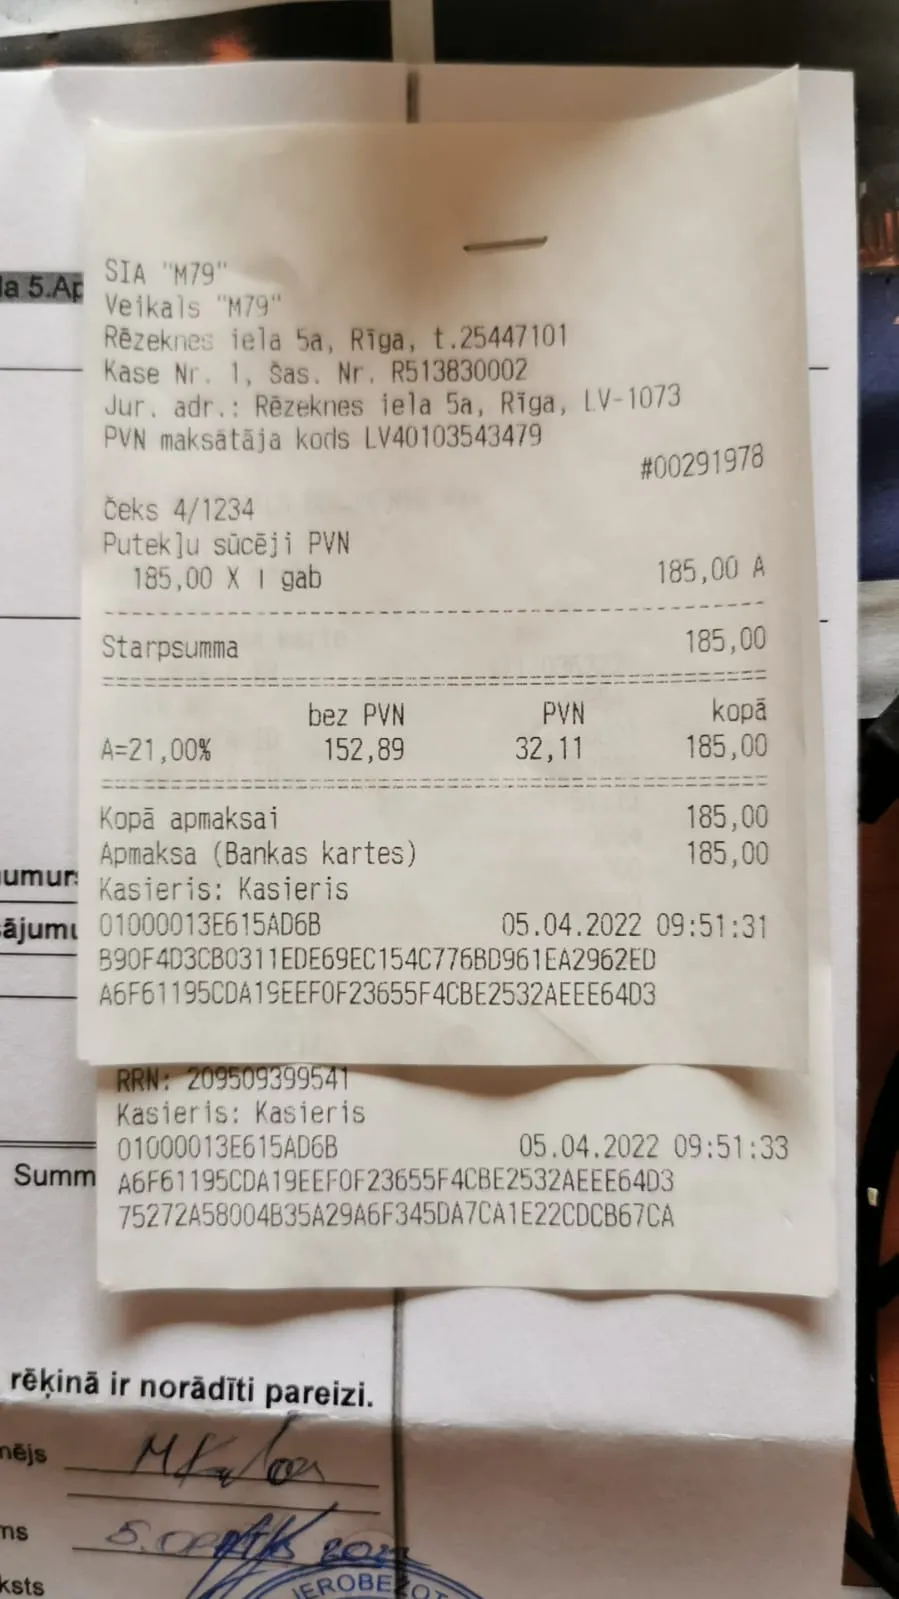 la 5.Ap
SIA "M79"
Veikals "M79"
Rēzeknes iela 5a, Rīga, t.25447101
Kase Nr. 1, Šas. Nr. R513830002
Jur. adr.: Rēzeknes iela 5a, Rīga, LV-1073
PVN maksātāja kods LV40103543479
#00291978
Čeks 4/1234
Putekļu sūcēji PVN
185,00 X 1 gab 185,00 A
Starpsumma 185,00
bez PVN PVN kopā
A=21,00% 152,89 32,11 185,00
Kopā apmaksai 185,00
Apmaksa (Bankas kartes) 185,00
Kasieris: Kasieris
01000013E615AD6B 05.04.2022 09:51:31
B90F4D3CB0311EDE69EC154C776BD961EA2962ED
A6F61195CDA19EEF0F23655F4CBE2532AEEE64D3
RRN: 209509399541
Kasieris: Kasieris
01000013E615AD6B 05.04.2022 09:51:33
A6F61195CDA19EEF0F23655F4CBE2532AEEE64D3
75272A58004B35A29A6F345DA7CA1E22CDCB67CA
umurs
sājumu
Summ
rēķinā ir norādīti pareizi.
nējs
ms 5. 2022
ksts
IEROBEŽOT